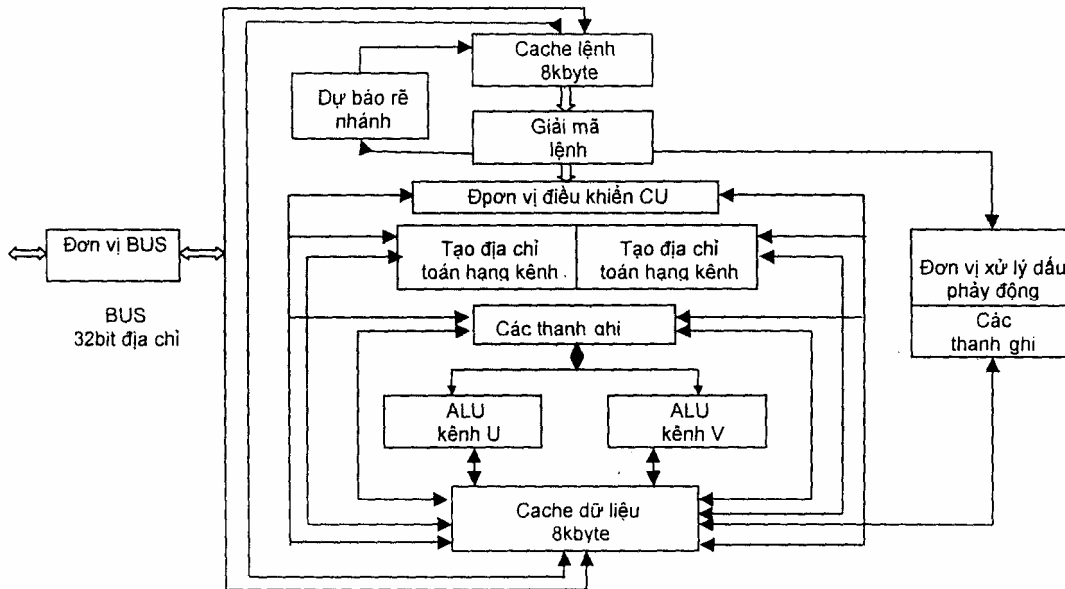 Cache lệnh
8kbyte
Dự báo rẽ
nhánh
Giải mã
lệnh
Đpơn vị điều khiển CU
Đơn vị BUS
BUS
32bit địa chỉ
Tạo địa chỉ
toán hạng kênh
Tạo địa chỉ
toán hạng kênh
Đơn vị xử lý dấu
phảy động
Các
thanh ghi
Các thanh ghi
ALU
kênh U
ALU
kênh V
Cache dữ liệu
8kbyte